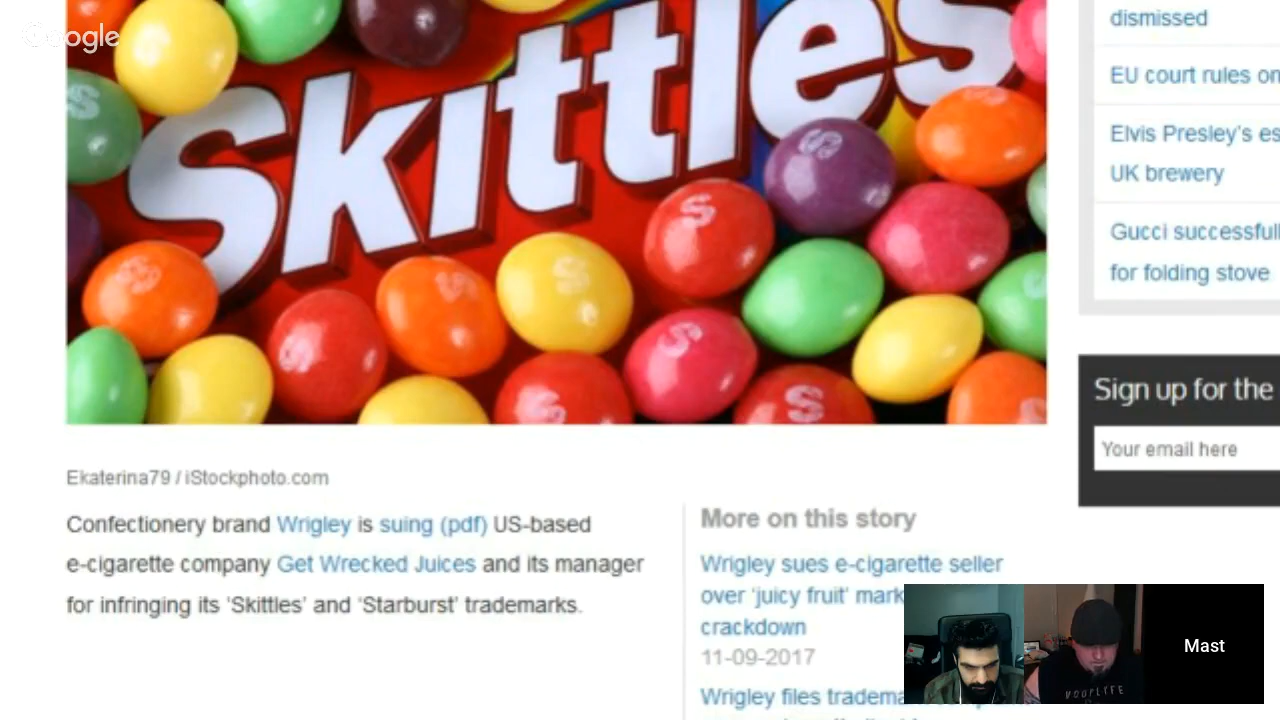 Google
Skittles
Ekaterina79 / iStockphoto.com
Confectionery brand Wrigley is suing (pdf) US-based
e-cigarette company Get Wrecked Juices and its manager
for infringing its 'Skittles' and 'Starburst' trademarks.
More on this story
Wrigley sues e-cigarette seller
over 'juicy fruit' mark
crackdown
11-09-2017
Wrigley files
dismissed
EU court rules on
Elvis Presley's
UK brewery
Gucci
for folding stove
Sign up for the
Your email here
Mast